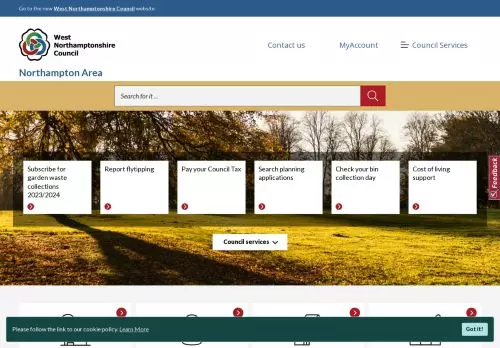 Go to the new West Northamptonshire Council website.
West
Northamptonshire
Council
Contact us
MyAccount
Council Services
Northampton Area
Search for it ...
Subscribe for
garden waste
collections
2023/2024
Report flytipping
Pay your Council Tax
Search planning
applications
Check your bin
collection day
Cost of living
support
Feedback
Council services
Please follow the link to our cookie policy. Learn More
Got it!